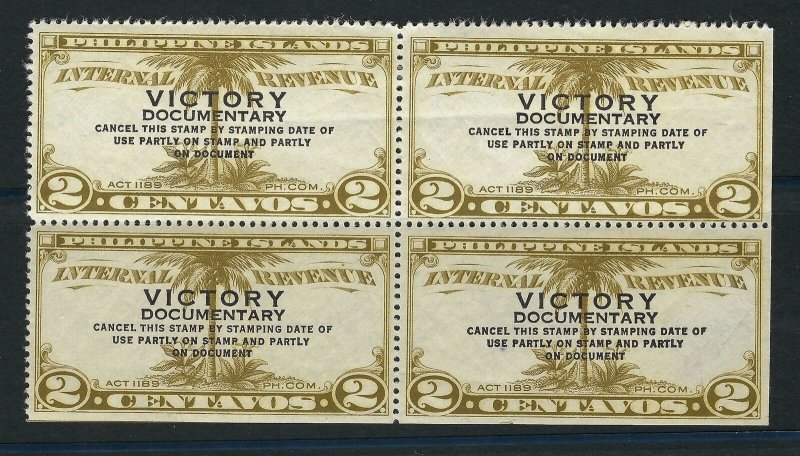 PHILIPPINE ISLANDS
INTERNAL REVENUE
VICTORY
DOCUMENTARY
CANCEL THIS STAMP BY STAMPING DATE OF
USE PARTLY ON STAMP AND PARTLY
ON DOCUMENT
ACT 1189 PH. COM.
2 CENTAVOS 2
PHILIPPINE ISLANDS
INTERNAL REVENUE
VICTORY
DOCUMENTARY
CANCEL THIS STAMP BY STAMPING DATE OF
USE PARTLY ON STAMP AND PARTLY
ON DOCUMENT
ACT 1189 PH. COM.
2 CENTAVOS 2
PHILIPPINE ISLANDS
INTERNAL REVENUE
VICTORY
DOCUMENTARY
CANCEL THIS STAMP BY STAMPING DATE OF
USE PARTLY ON STAMP AND PARTLY
ON DOCUMENT
ACT 1189 PH. COM.
2 CENTAVOS 2
PHILIPPINE ISLANDS
INTERNAL REVENUE
VICTORY
DOCUMENTARY
CANCEL THIS STAMP BY STAMPING DATE OF
USE PARTLY ON STAMP AND PARTLY
ON DOCUMENT
ACT 1189 PH. COM.
2 CENTAVOS 2